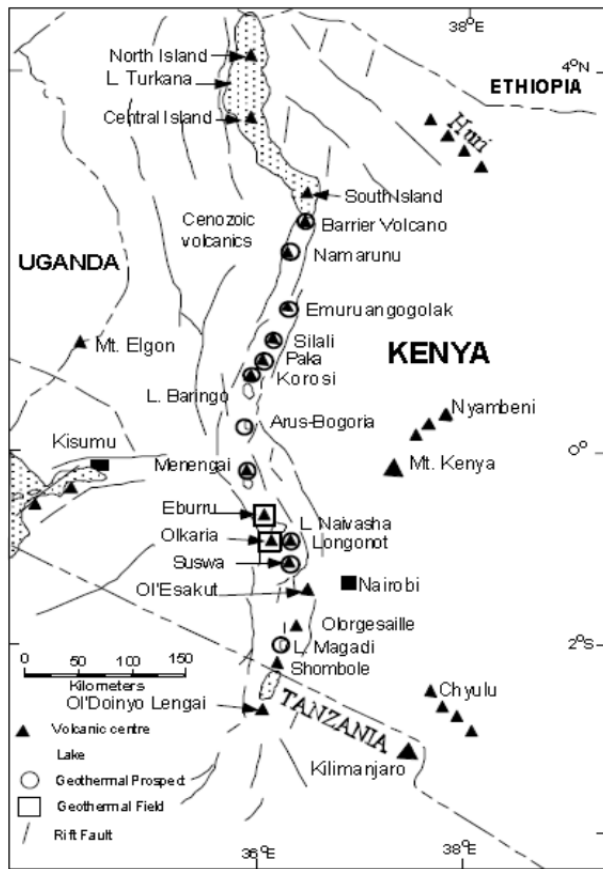 38°E
4°N
North Island
L. Turkana
ETHIOPIA
Central Island
Huri
South Island
Cenozoic
volcanics
Barrier Volcano
Namarunu
UGANDA
Emuruangogolak
Mt. Elgon
Silali
Paka
KENYA
Korosi
L. Baringo
Nyambeni
Arus-Bogoria
Kisumu
0°
Menengai
Mt. Kenya
Eburru
L. Naivasha
Olkaria
Longonot
Suswa
Nairobi
Ol'Esakut
Olorgesaille
L. Magadi
2°S
0 50 100 150
Kilometers
Shombole
Chyulu
Ol'Doinyo Lengai
TANZANIA
Volcanic centre
Lake
Kilimanjaro
Geothermal Prospect
Geothermal Field
Rift Fault
36°E
38°E